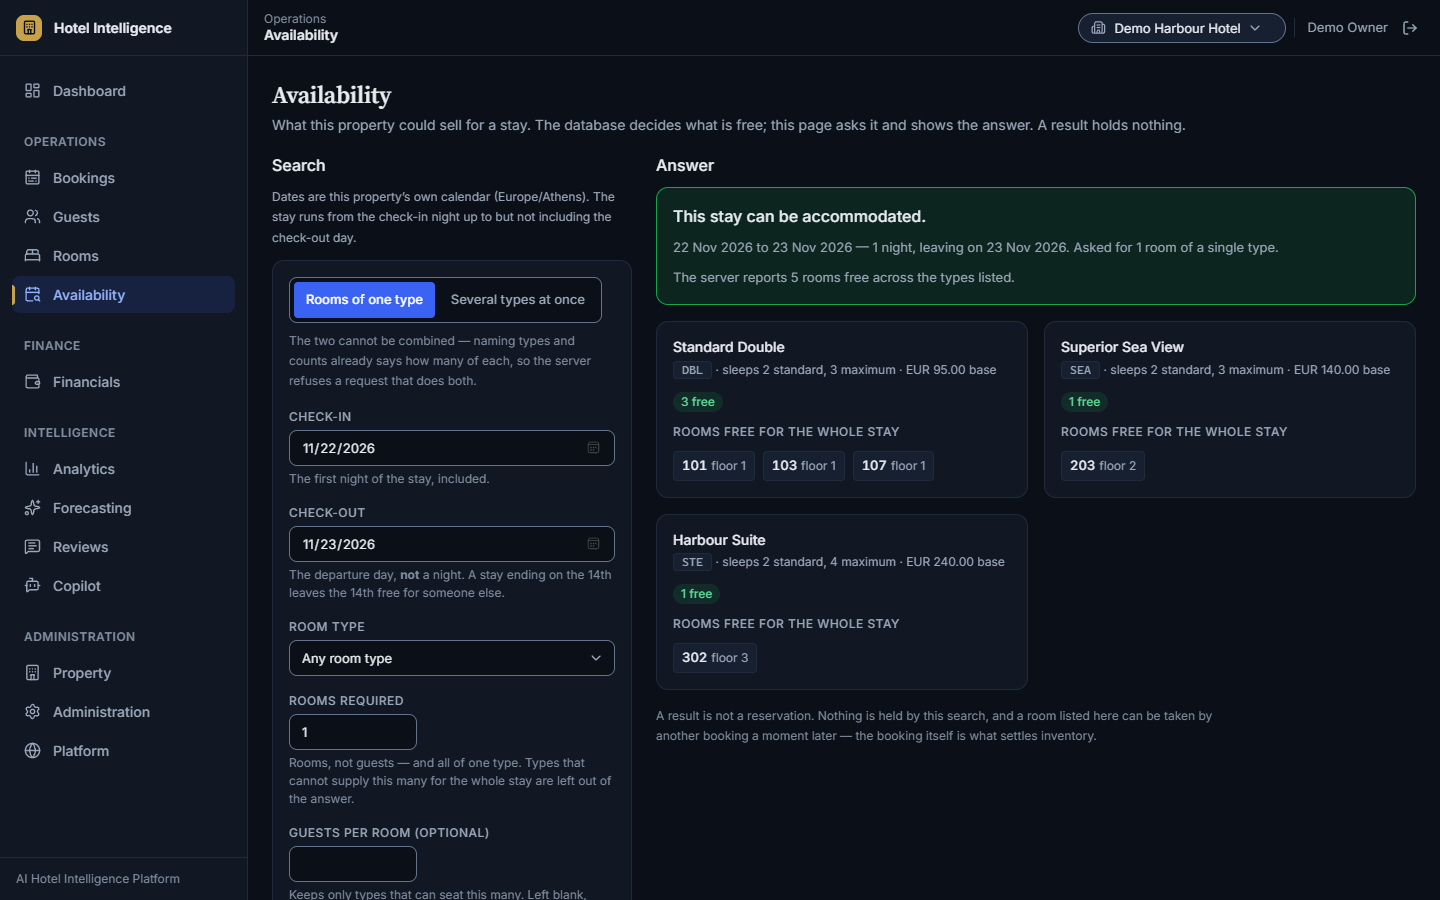 Hotel Intelligence
Dashboard
OPERATIONS
Bookings
Guests
Rooms
Availability
FINANCE
Financials
INTELLIGENCE
Analytics
Forecasting
Reviews
Copilot
ADMINISTRATION
Property
Administration
Platform
AI Hotel Intelligence Platform
Operations
Availability
Demo Harbour Hotel
Demo Owner
Availability
What this property could sell for a stay. The database decides what is free; this page asks it and shows the answer. A result holds nothing.
Search
Dates are this property’s own calendar (Europe/Athens). The
stay runs from the check-in night up to but not including the
check-out day.
Rooms of one type
Several types at once
The two cannot be combined — naming types and
counts already says how many of each, so the server
refuses a request that does both.
CHECK-IN
11/22/2026
The first night of the stay, included.
CHECK-OUT
11/23/2026
The departure day, not a night. A stay ending on the 14th
leaves the 14th free for someone else.
ROOM TYPE
Any room type
ROOMS REQUIRED
1
Rooms, not guests — and all of one type. Types that
cannot supply this many for the whole stay are left out of
the answer.
GUESTS PER ROOM (OPTIONAL)
Keeps only types that can seat this many. Left blank,
Answer
This stay can be accommodated.
22 Nov 2026 to 23 Nov 2026 — 1 night, leaving on 23 Nov 2026. Asked for 1 room of a single type.
The server reports 5 rooms free across the types listed.
Standard Double
DBL · sleeps 2 standard, 3 maximum · EUR 95.00 base
3 free
ROOMS FREE FOR THE WHOLE STAY
101 floor 1
103 floor 1
107 floor 1
Superior Sea View
SEA · sleeps 2 standard, 3 maximum · EUR 140.00 base
1 free
ROOMS FREE FOR THE WHOLE STAY
203 floor 2
Harbour Suite
STE · sleeps 2 standard, 4 maximum · EUR 240.00 base
1 free
ROOMS FREE FOR THE WHOLE STAY
302 floor 3
A result is not a reservation. Nothing is held by this search, and a room listed here can be taken by
another booking a moment later — the booking itself is what settles inventory.